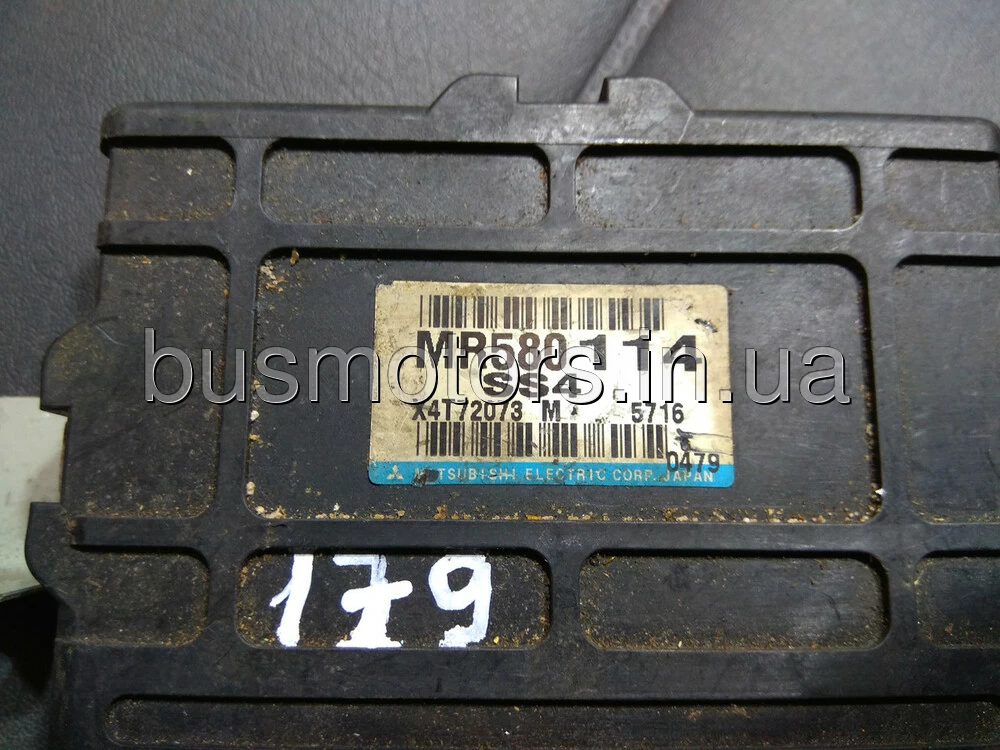 MR580114
SS4
X4T72073 M 5716
0479
MITSUBISHI ELECTRIC CORP. JAPAN
179
busmotors.in.ua